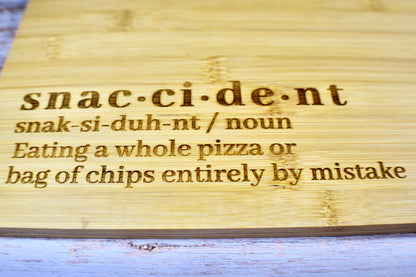 snac·ci·de·nt
snak-si-duh-nt / noun
Eating a whole pizza or
bag of chips entirely by mistake